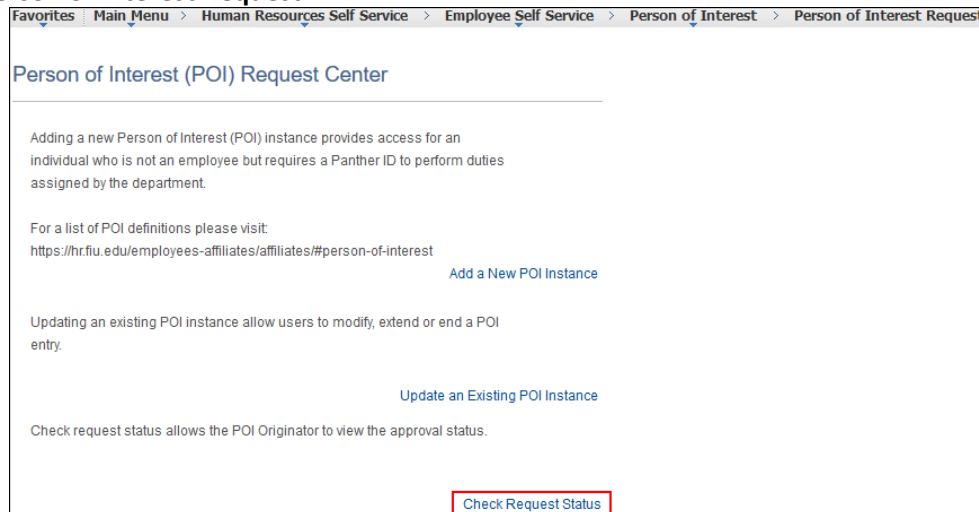 Favorites Main Menu > Human Resources Self Service > Employee Self Service > Person of Interest > Person of Interest Request
Person of Interest (POI) Request Center
Adding a new Person of Interest (POI) instance provides access for an
individual who is not an employee but requires a Panther ID to perform duties
assigned by the department.
For a list of POI definitions please visit:
https://hr.fiu.edu/employees-affiliates/affiliates/#person-of-interest
Add a New POI Instance
Updating an existing POI instance allow users to modify, extend or end a POI
entry.
Update an Existing POI Instance
Check request status allows the POI Originator to view the approval status.
Check Request Status